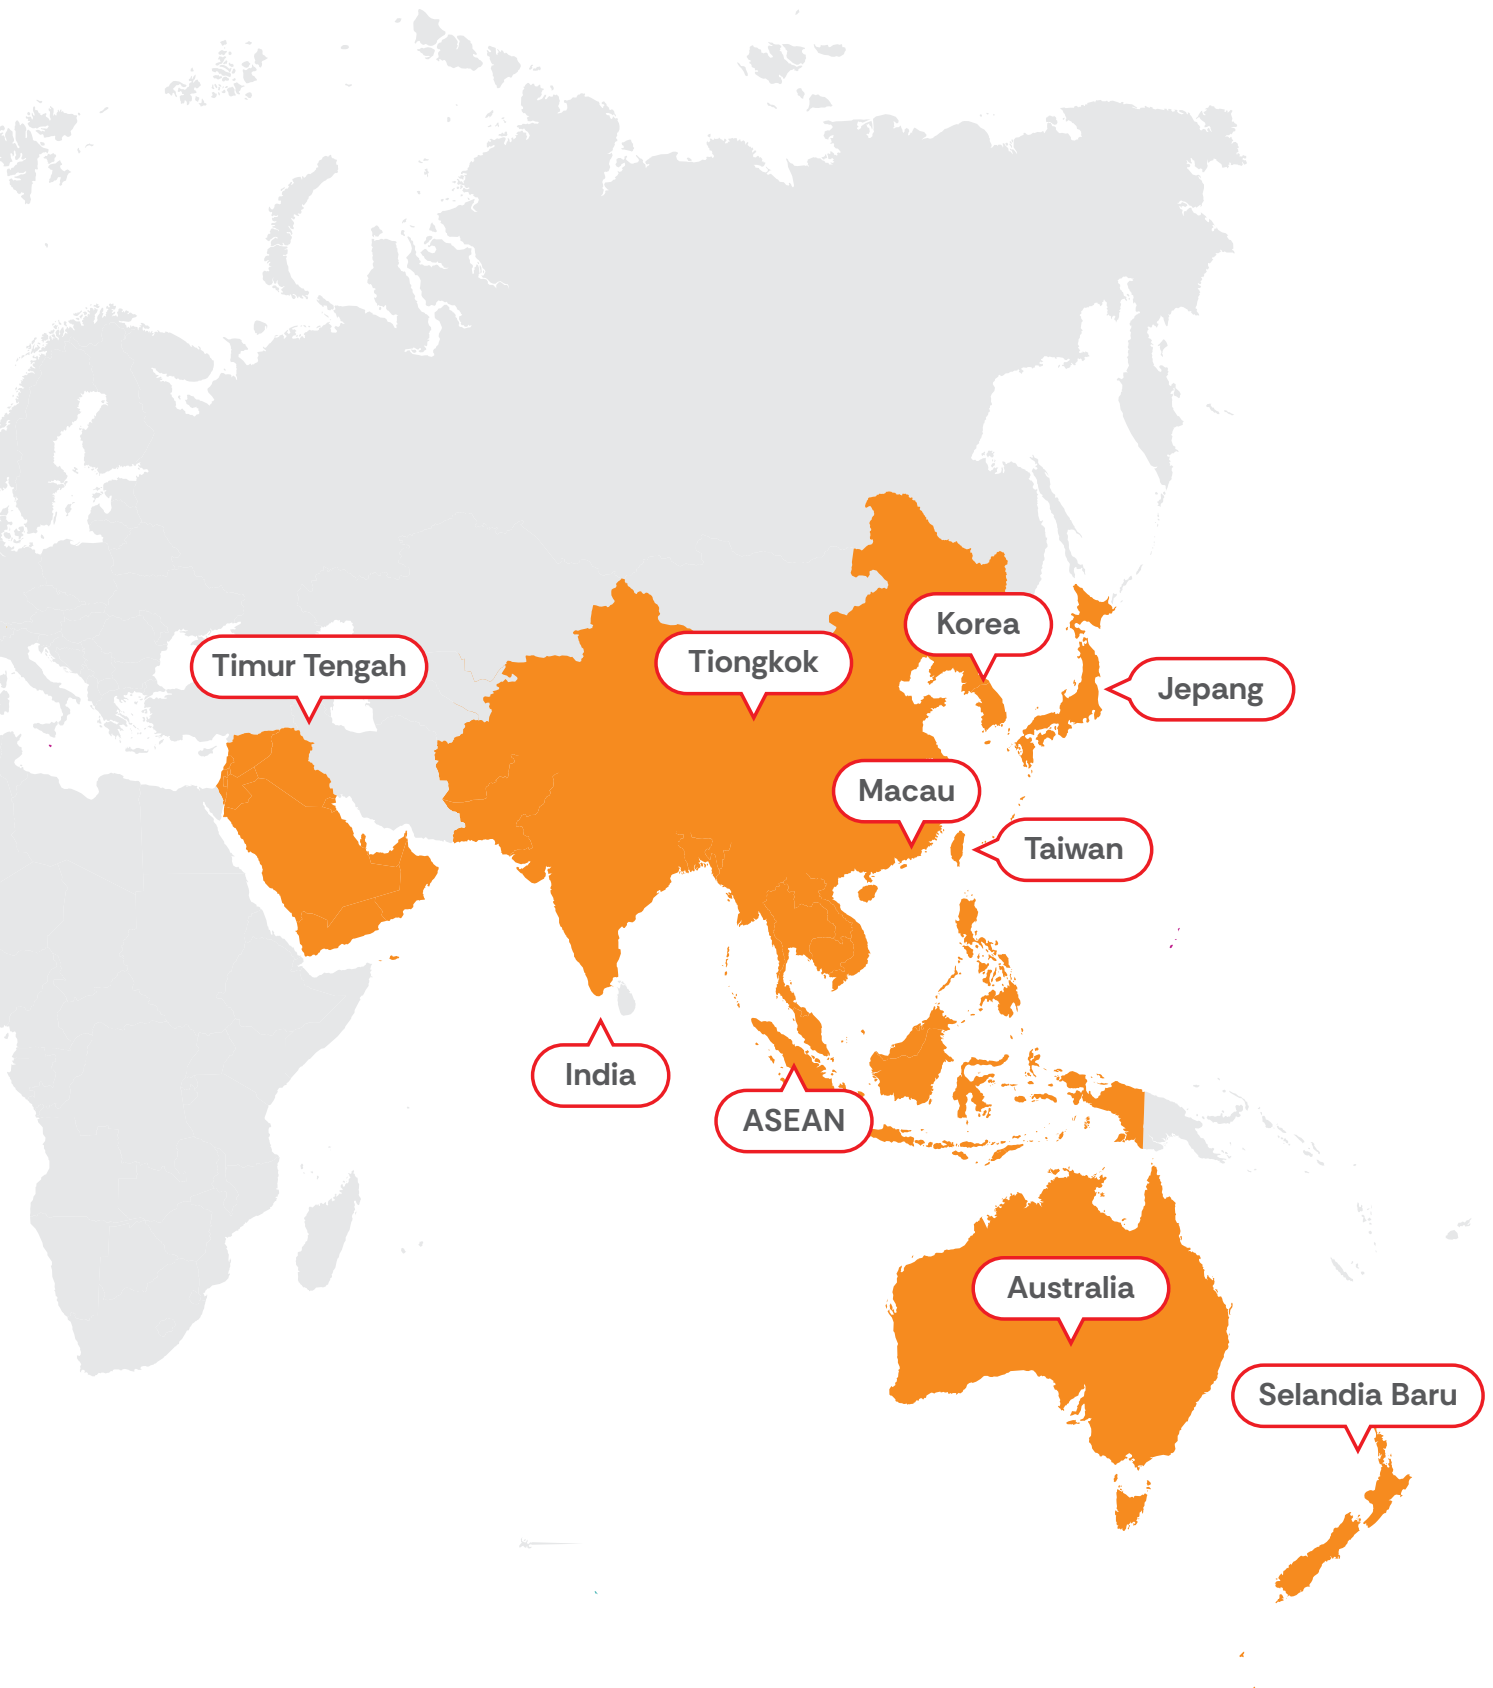 Korea
Timur Tengah
Tiongkok
Jepang
Macau
Taiwan
India
ASEAN
Australia
Selandia Baru